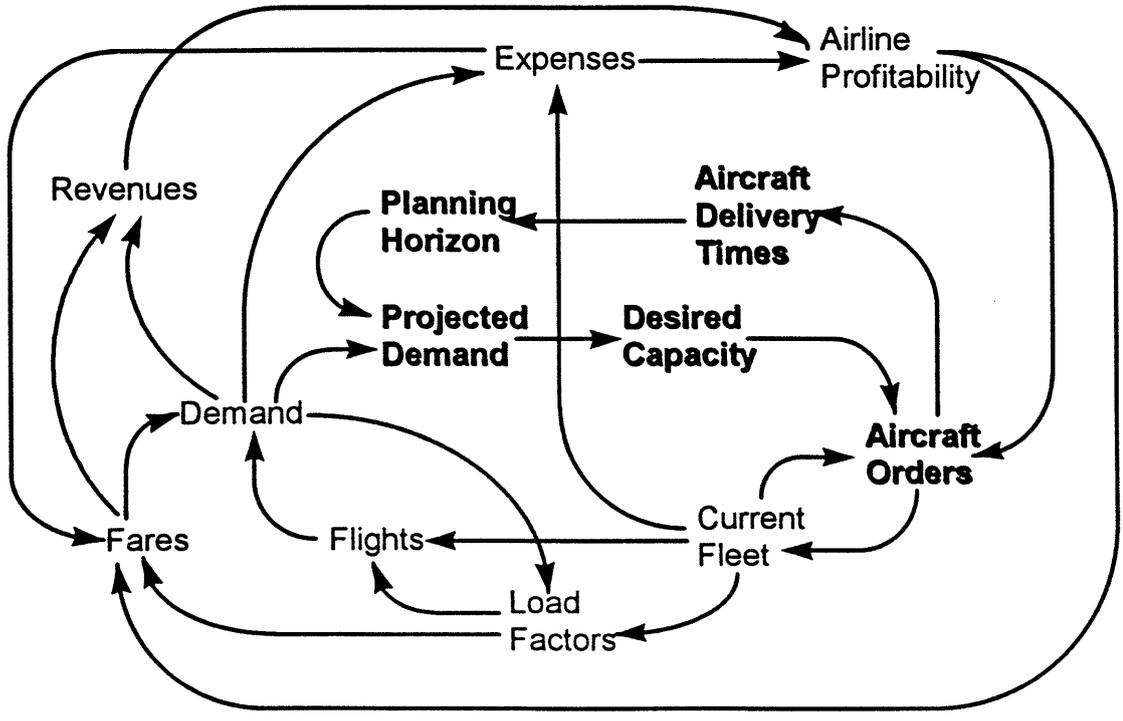 Airline
Profitability
Expenses
Revenues
Planning
Horizon
Aircraft
Delivery
Times
Projected
Demand
Desired
Capacity
Demand
Aircraft
Orders
Fares
Flights
Current
Fleet
Load
Factors